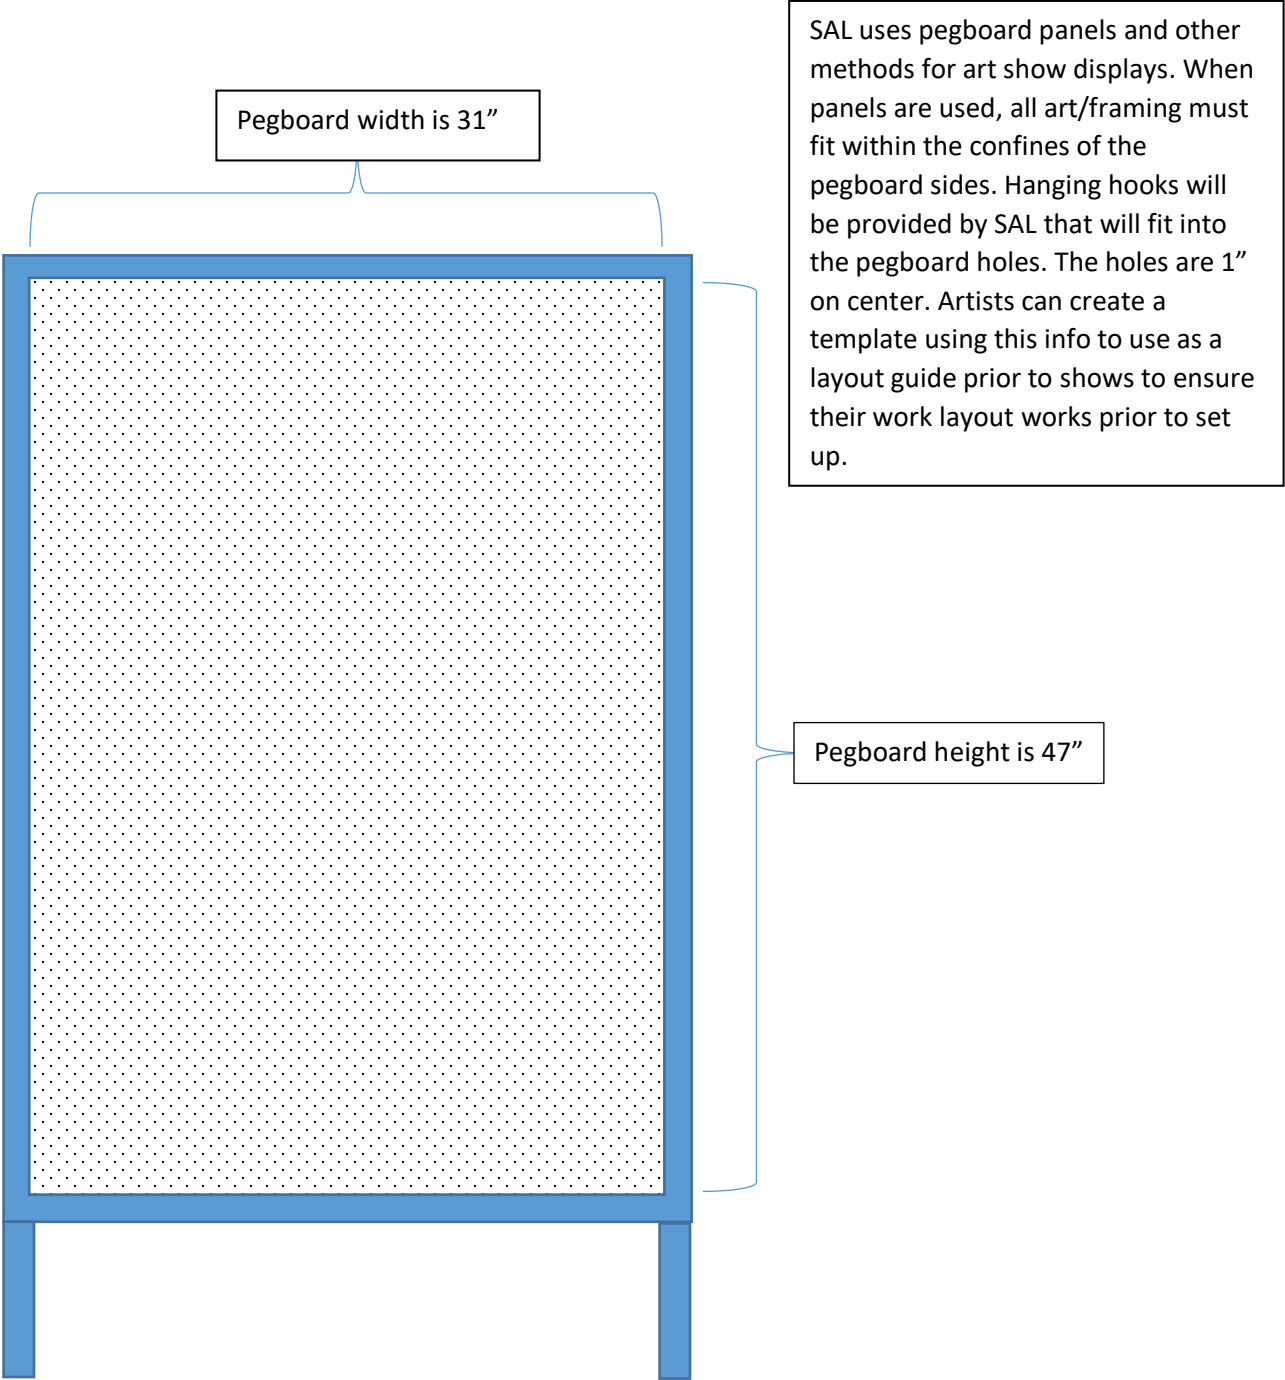 SAL uses pegboard panels and other
methods for art show displays. When
panels are used, all art/framing must
fit within the confines of the
pegboard sides. Hanging hooks will
be provided by SAL that will fit into
the pegboard holes. The holes are 1”
on center. Artists can create a
template using this info to use as a
layout guide prior to shows to ensure
their work layout works prior to set
up.
Pegboard width is 31”
Pegboard height is 47”